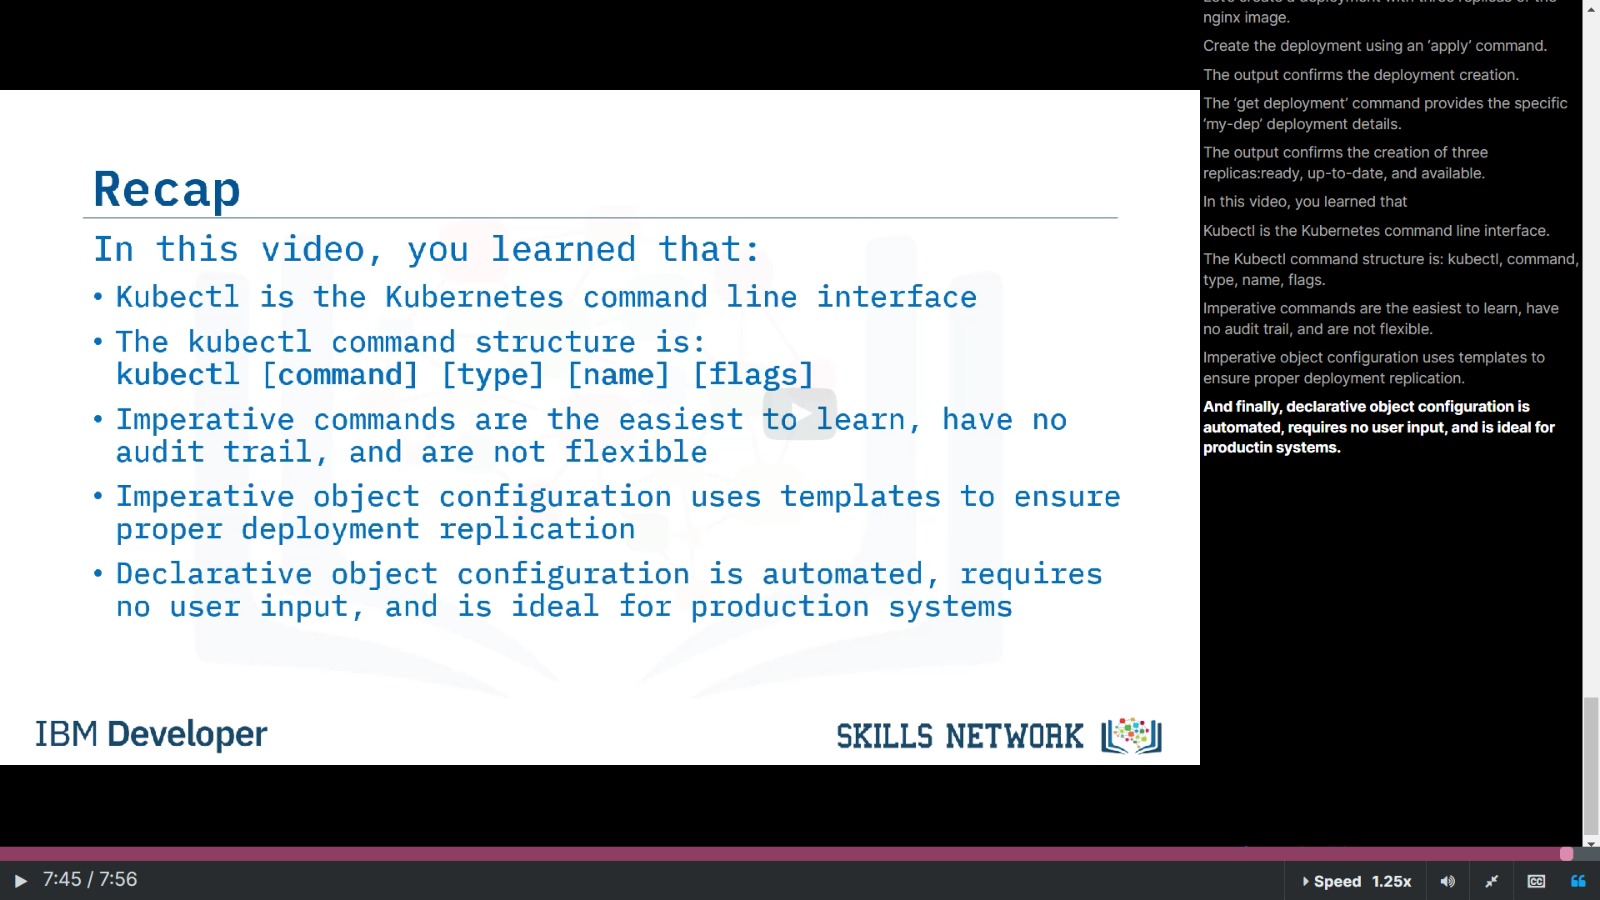 Recap
In this video, you learned that:
• Kubectl is the Kubernetes command line interface
• The kubectl command structure is:
kubectl [command] [type] [name] [flags]
• Imperative commands are the easiest to learn, have no
audit trail, and are not flexible
• Imperative object configuration uses templates to ensure
proper deployment replication
• Declarative object configuration is automated, requires
no user input, and is ideal for production systems
IBM Developer
SKILLS NETWORK
nginx image.
Create the deployment using an ‘apply’ command.
The output confirms the deployment creation.
The ‘get deployment’ command provides the specific
‘my-dep’ deployment details.
The output confirms the creation of three
replicas:ready, up-to-date, and available.
In this video, you learned that
Kubectl is the Kubernetes command line interface.
The Kubectl command structure is: kubectl, command,
type, name, flags.
Imperative commands are the easiest to learn, have
no audit trail, and are not flexible.
Imperative object configuration uses templates to
ensure proper deployment replication.
And finally, declarative object configuration is
automated, requires no user input, and is ideal for
productin systems.
7:45 / 7:56
Speed 1.25x
CC